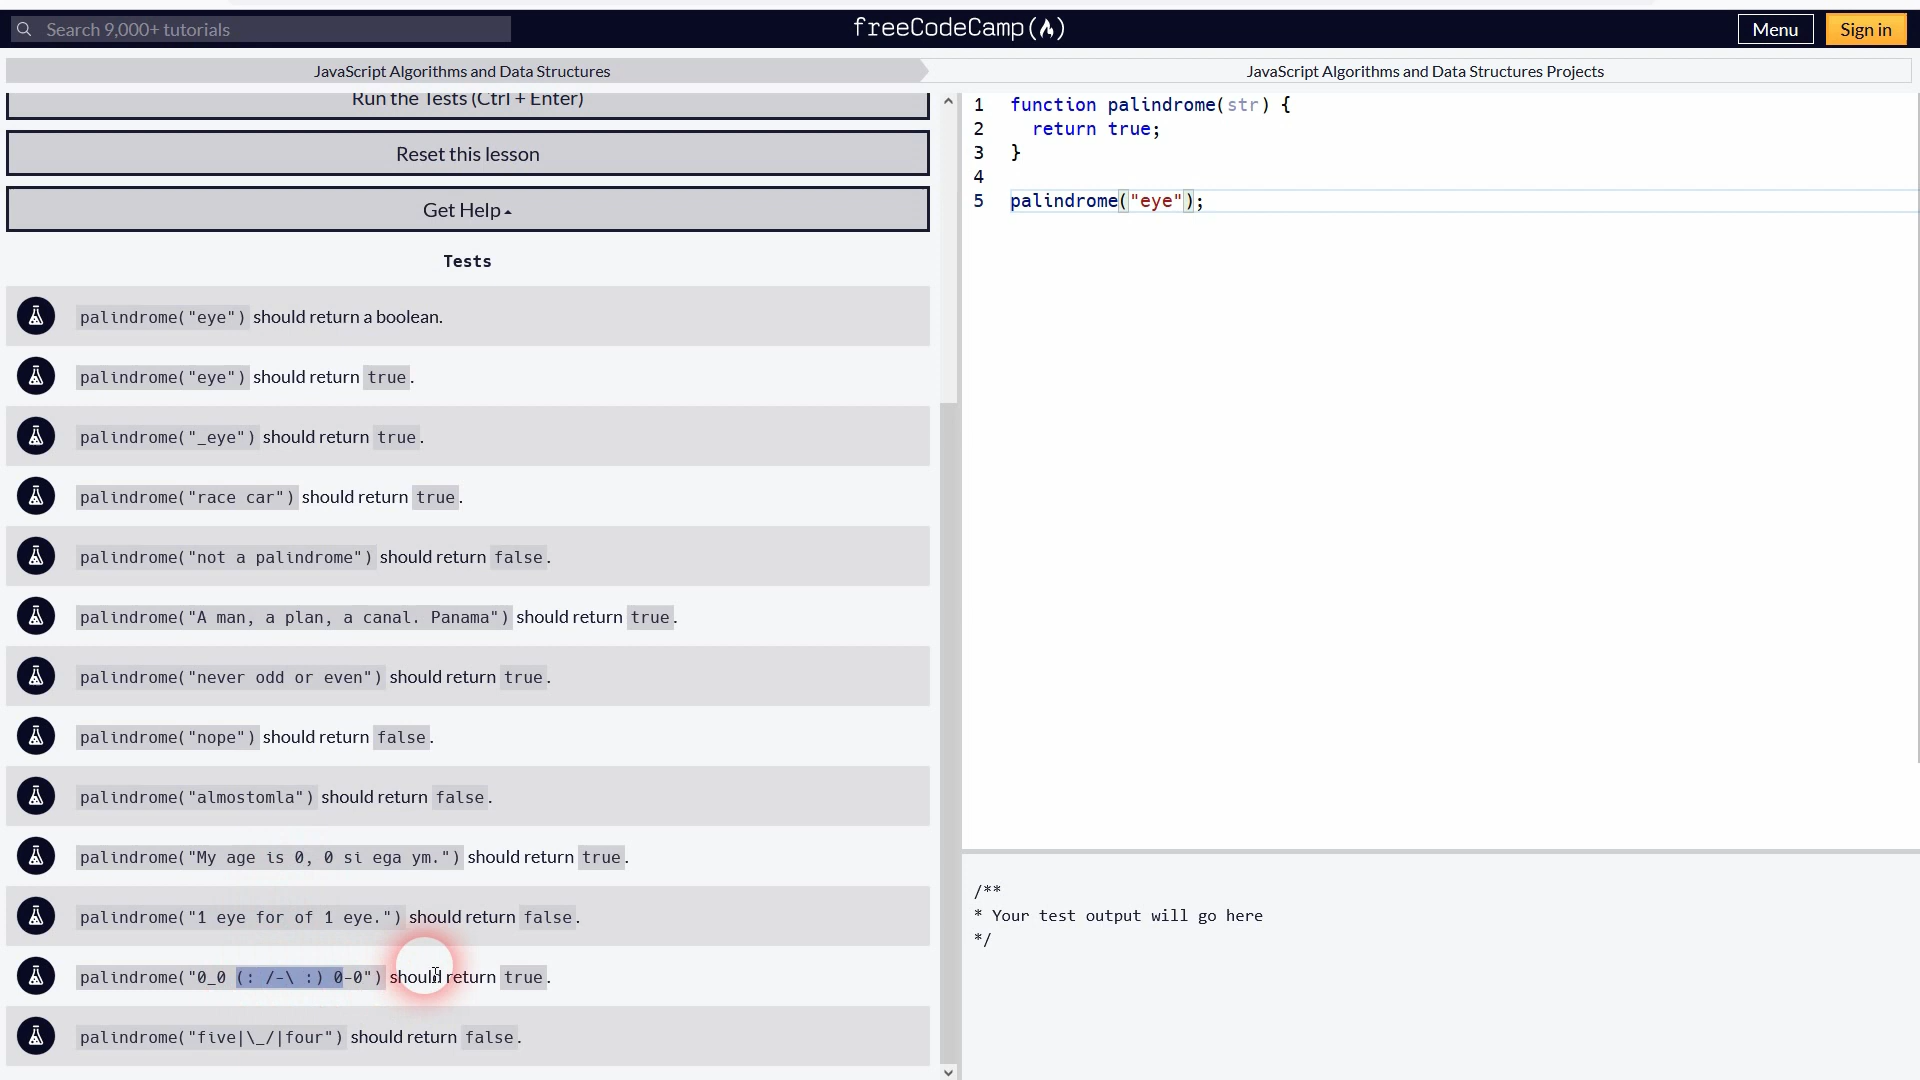 Search 9,000+ tutorials
freeCodeCamp
Menu
Sign in
JavaScript Algorithms and Data Structures
JavaScript Algorithms and Data Structures Projects
Run the Tests (Ctrl + Enter)
Reset this lesson
Get Help
Tests
palindrome("eye") should return a boolean.
palindrome("eye") should return true.
palindrome("_eye") should return true.
palindrome("race car") should return true.
palindrome("not a palindrome") should return false.
palindrome("A man, a plan, a canal. Panama") should return true.
palindrome("never odd or even") should return true.
palindrome("nope") should return false.
palindrome("almostomla") should return false.
palindrome("My age is 0, 0 si ega ym.") should return true.
palindrome("1 eye for of 1 eye.") should return false.
palindrome("0_0 (: /-\ :) 0-0") should return true.
palindrome("five|\_/|four") should return false.
1 function palindrome(str) {
2 return true;
3 }
4
5 palindrome("eye");
/**
* Your test output will go here
*/